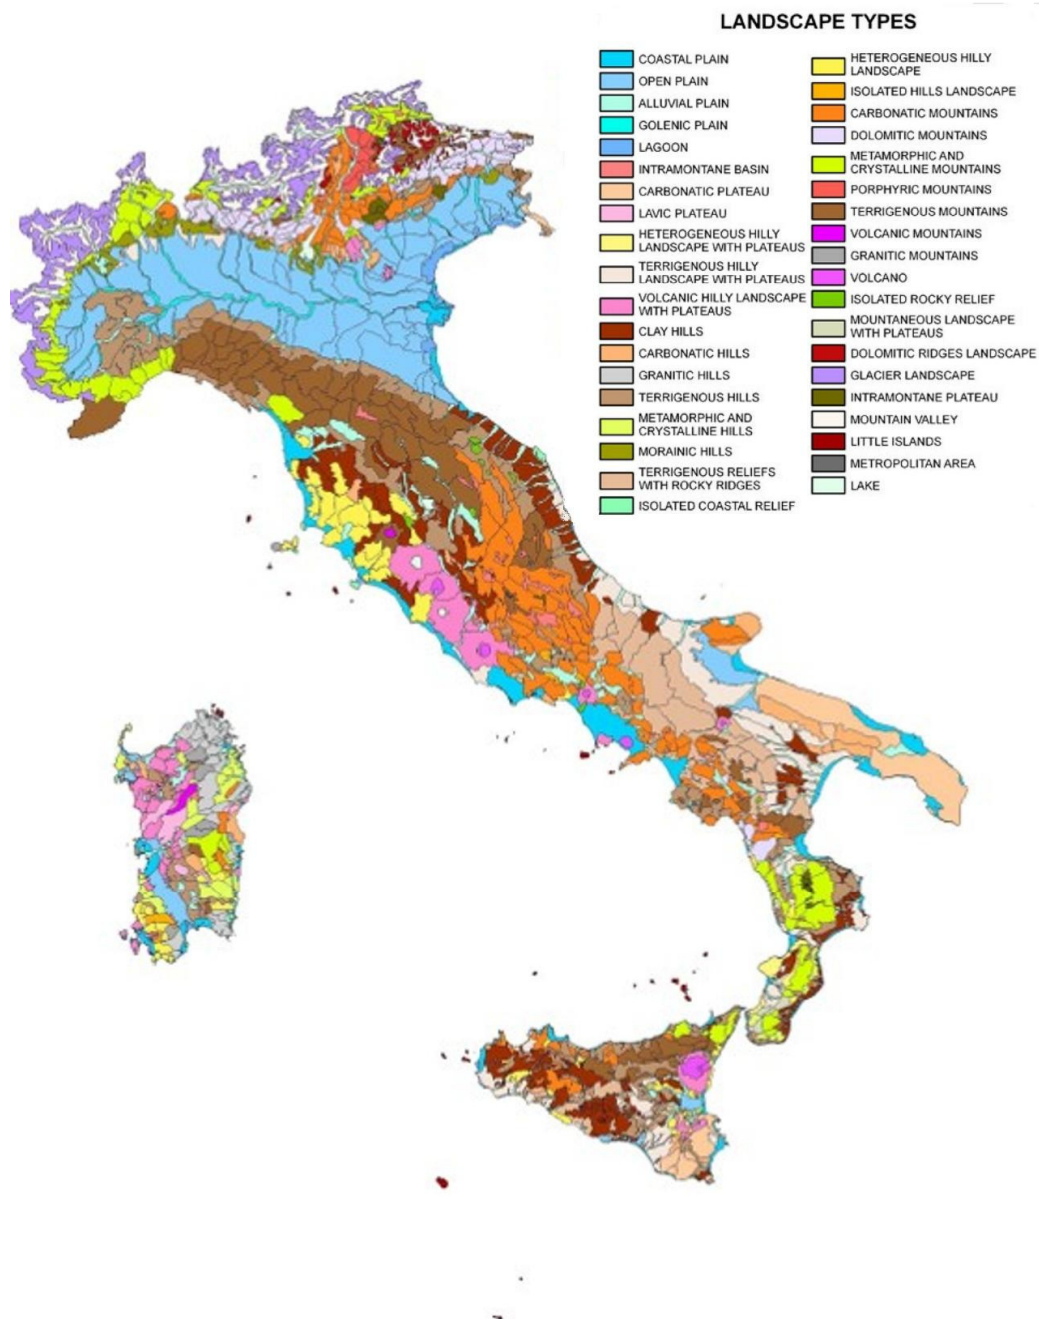 LANDSCAPE TYPES
COASTAL PLAIN
OPEN PLAIN
ALLUVIAL PLAIN
GOLENIC PLAIN
LAGOON
INTRAMONTANE BASIN
CARBONATIC PLATEAU
LAVIC PLATEAU
HETEROGENEOUS HILLY
LANDSCAPE WITH PLATEAUS
TERRIGENOUS HILLY
LANDSCAPE WITH PLATEAUS
VOLCANIC HILLY LANDSCAPE
WITH PLATEAUS
CLAY HILLS
CARBONATIC HILLS
GRANITIC HILLS
TERRIGENOUS HILLS
METAMORPHIC AND
CRYSTALLINE HILLS
MORAINIC HILLS
TERRIGENOUS RELIEFS
WITH ROCKY RIDGES
ISOLATED COASTAL RELIEF
HETEROGENEOUS HILLY
LANDSCAPE
ISOLATED HILLS LANDSCAPE
CARBONATIC MOUNTAINS
DOLOMITIC MOUNTAINS
METAMORPHIC AND
CRYSTALLINE MOUNTAINS
PORPHYRIC MOUNTAINS
TERRIGENOUS MOUNTAINS
VOLCANIC MOUNTAINS
GRANITIC MOUNTAINS
VOLCANO
ISOLATED ROCKY RELIEF
MOUNTANEOUS LANDSCAPE
WITH PLATEAUS
DOLOMITIC RIDGES LANDSCAPE
GLACIER LANDSCAPE
INTRAMONTANE PLATEAU
MOUNTAIN VALLEY
LITTLE ISLANDS
METROPOLITAN AREA
LAKE